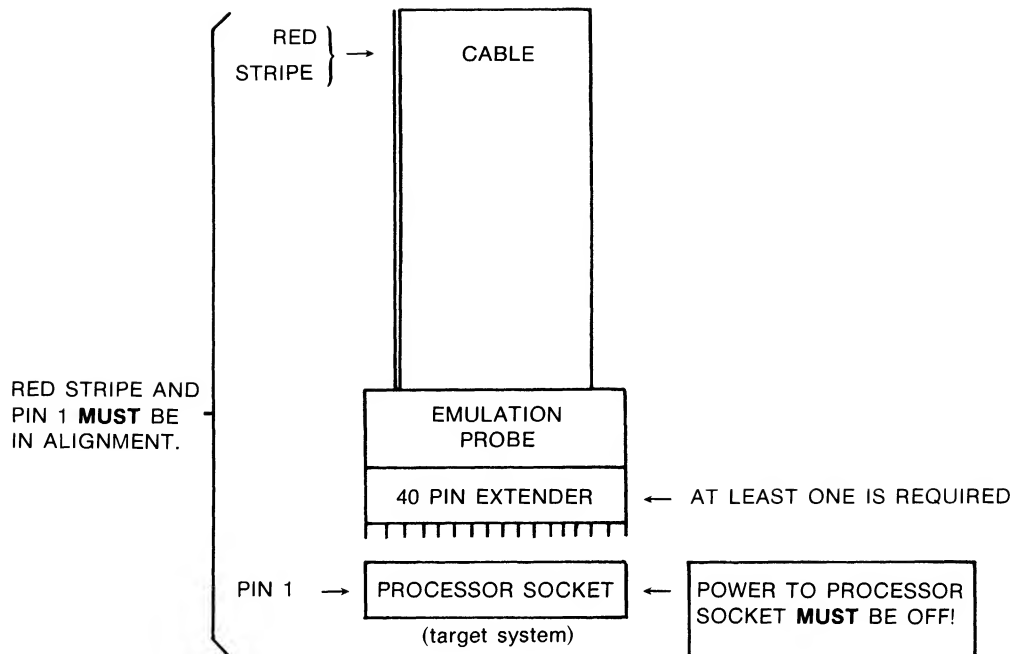 RED
STRIPE
CABLE
RED STRIPE AND
PIN 1 MUST BE
IN ALIGNMENT.
EMULATION
PROBE
40 PIN EXTENDER
AT LEAST ONE IS REQUIRED
PIN 1
PROCESSOR SOCKET
(target system)
POWER TO PROCESSOR
SOCKET MUST BE OFF!